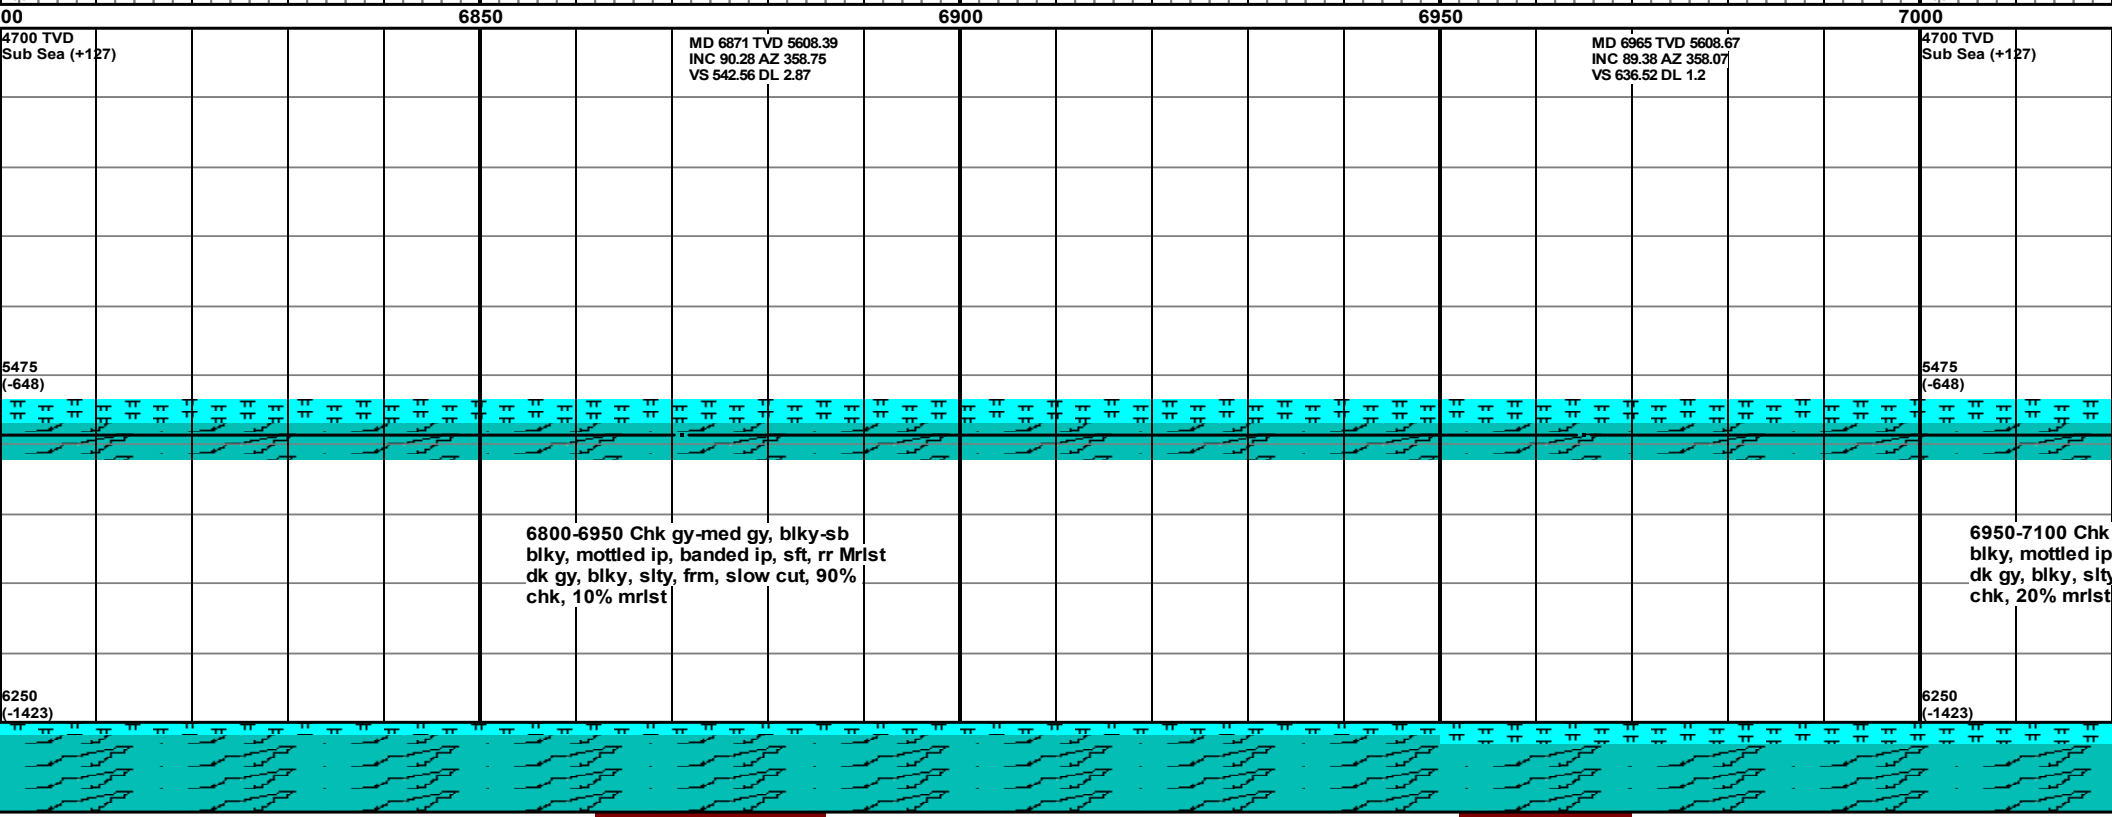 00 6850 6900 6950 7000
4700 TVD
Sub Sea (+127)
MD 6871 TVD 5608.39
INC 90.28 AZ 358.75
VS 542.56 DL 2.87
MD 6965 TVD 5608.67
INC 89.38 AZ 358.07
VS 636.52 DL 1.2
4700 TVD
Sub Sea (+127)
5475
(-648)
5475
(-648)
6800-6950 Chk gy-med gy, blky-sb
blky, mottled ip, banded ip, sft, rr Mrlst
dk gy, blky, slty, frm, slow cut, 90%
chk, 10% mrlst
6950-7100 Chk
blky, mottled ip
dk gy, blky, slty
chk, 20% mrlst
6250
(-1423)
6250
(-1423)